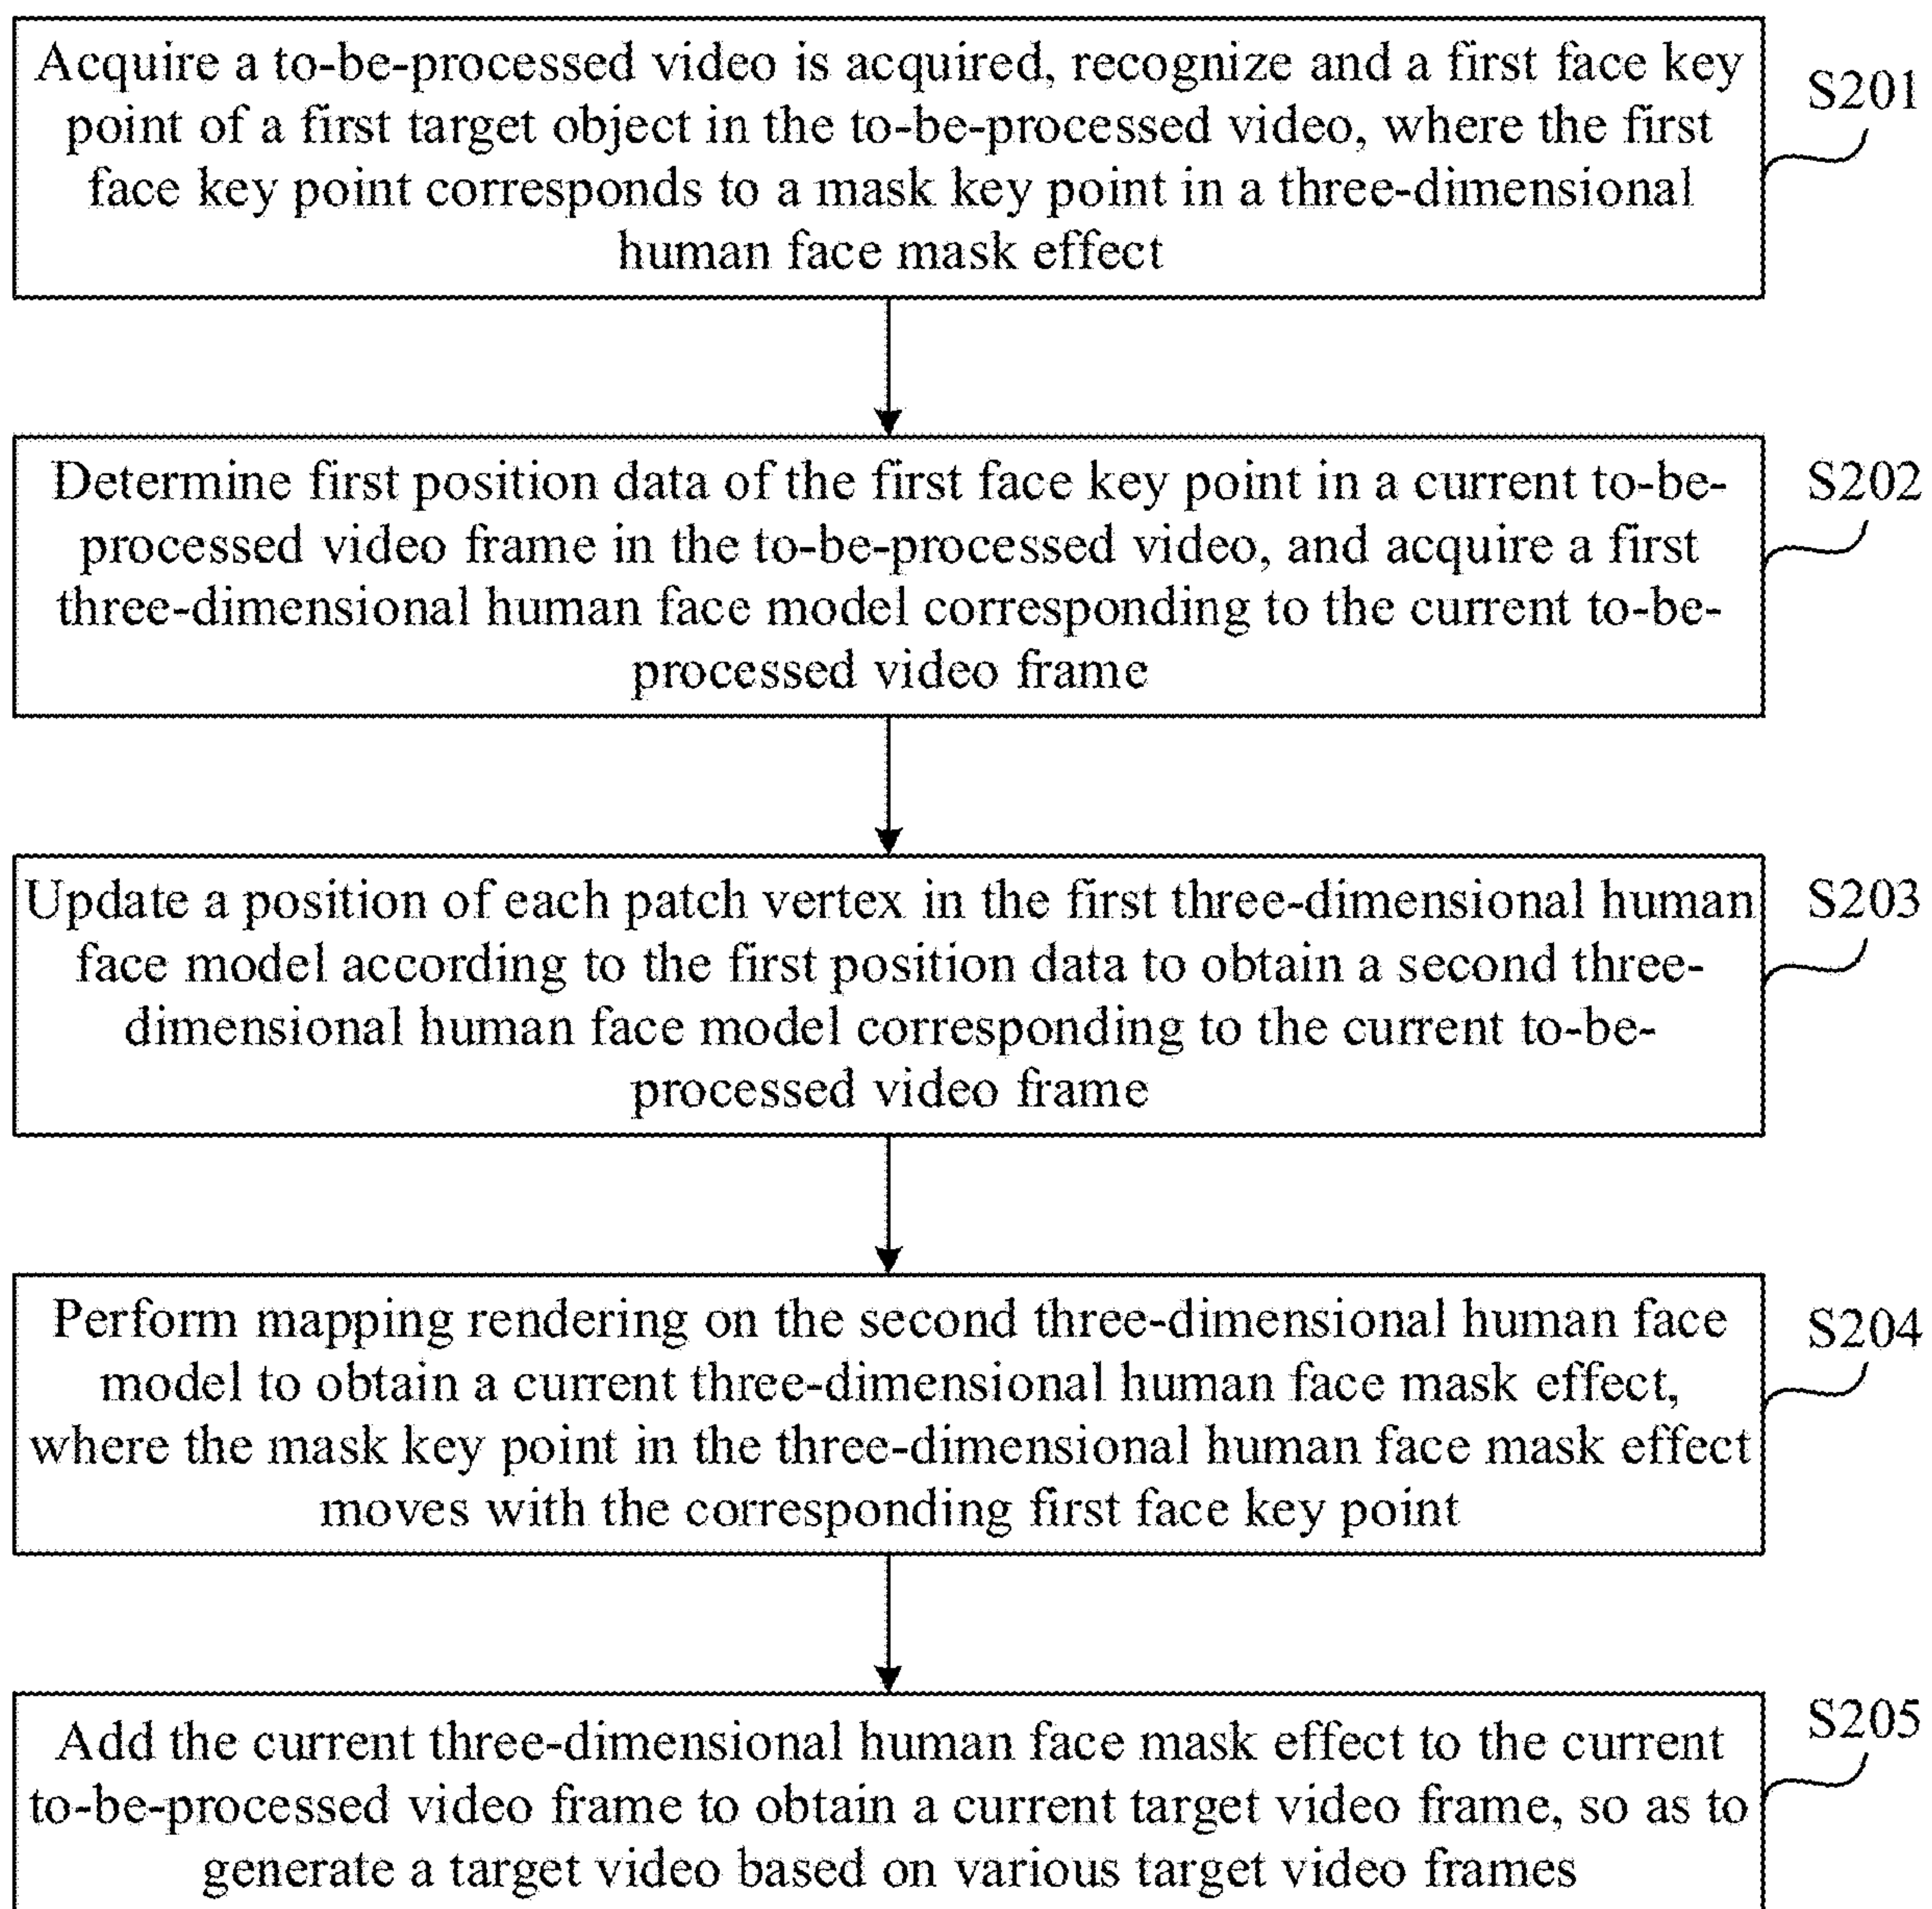 Acquire a to-be-processed video is acquired, recognize and a first face key
point of a first target object in the to-be-processed video, where the first
face key point corresponds to a mask key point in a three-dimensional
human face mask effect
S201
Determine first position data of the first face key point in a current to-be-
processed video frame in the to-be-processed video, and acquire a first
three-dimensional human face model corresponding to the current to-be-
processed video frame
S202
Update a position of each patch vertex in the first three-dimensional human
face model according to the first position data to obtain a second three-
dimensional human face model corresponding to the current to-be-
processed video frame
S203
Perform mapping rendering on the second three-dimensional human face
model to obtain a current three-dimensional human face mask effect,
where the mask key point in the three-dimensional human face mask effect
moves with the corresponding first face key point
S204
Add the current three-dimensional human face mask effect to the current
to-be-processed video frame to obtain a current target video frame, so as to
generate a target video based on various target video frames
S205